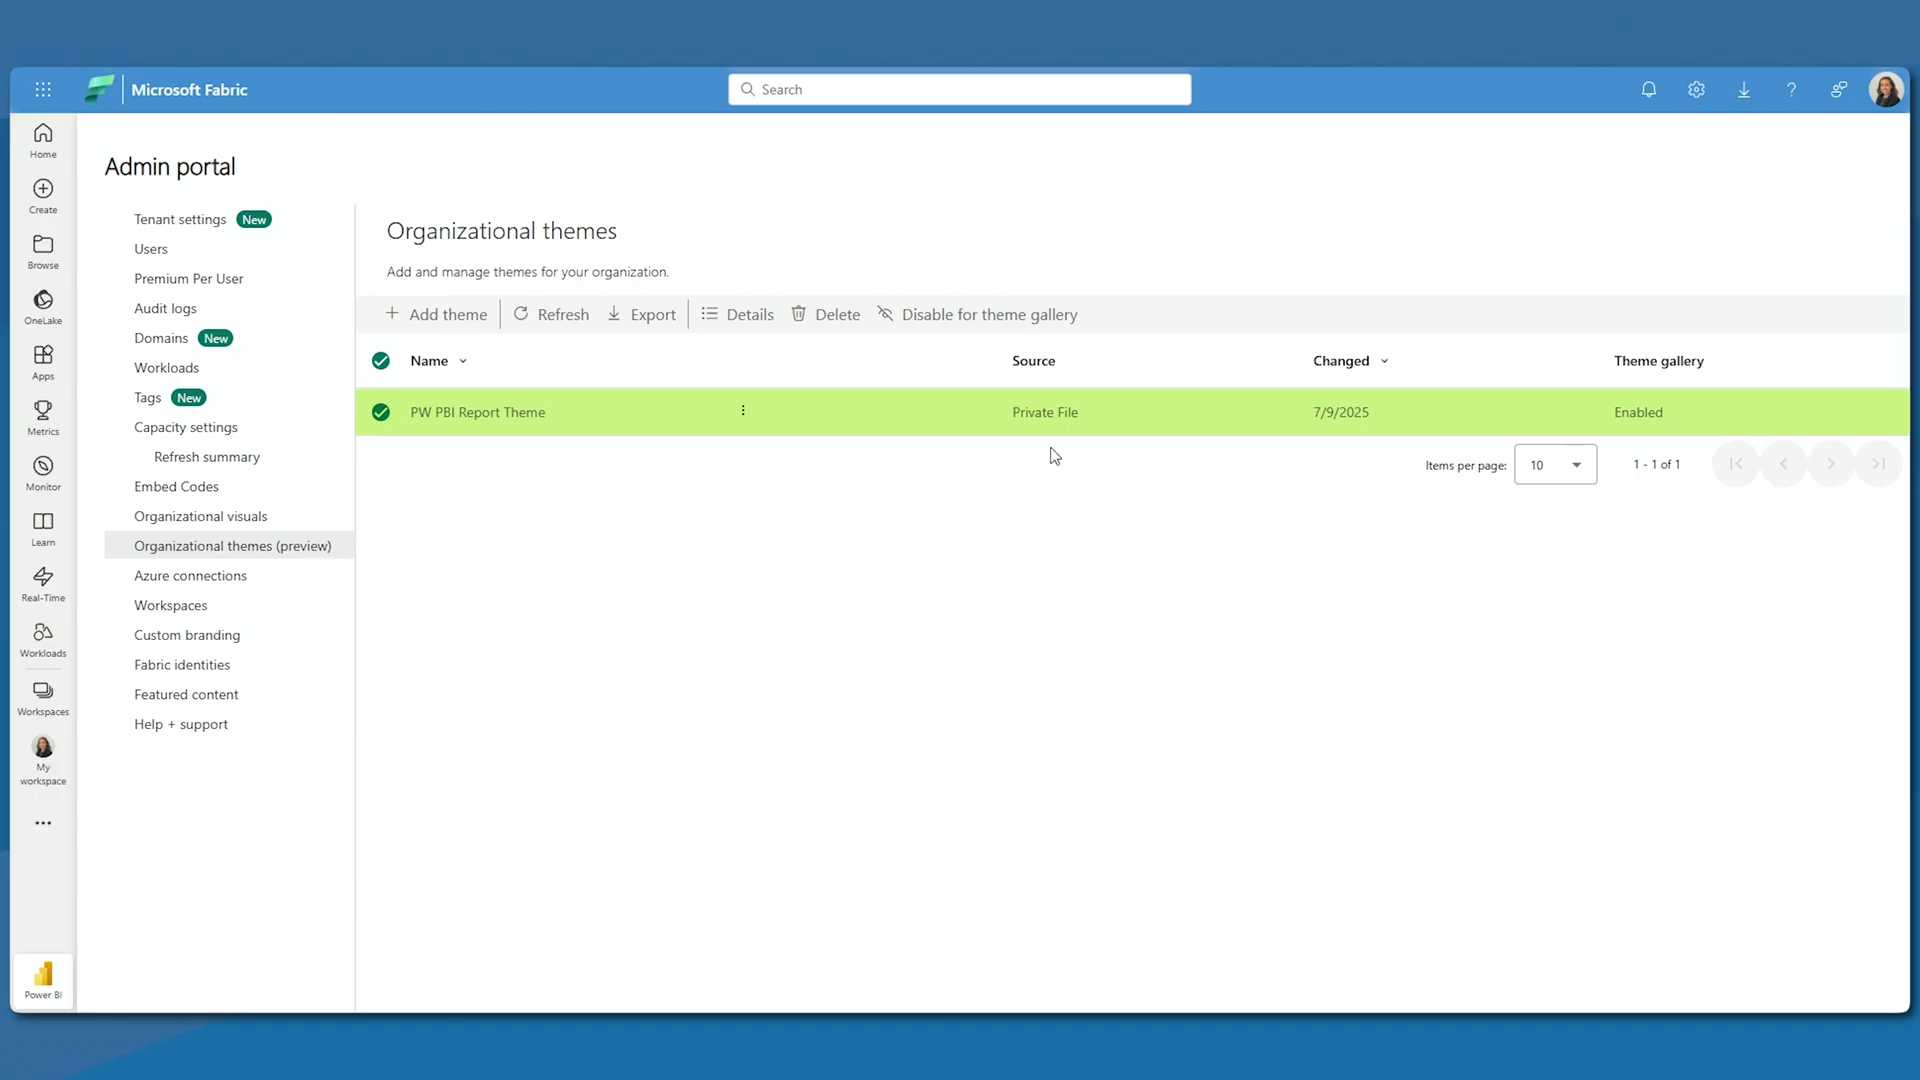 Microsoft Fabric
Search
Home
Create
Browse
OneLake
Apps
Metrics
Monitor
Learn
Real-Time
Workloads
Workspaces
My
workspace
Power BI
Admin portal
Tenant settings New
Users
Premium Per User
Audit logs
Domains New
Workloads
Tags New
Capacity settings
Refresh summary
Embed Codes
Organizational visuals
Organizational themes (preview)
Azure connections
Workspaces
Custom branding
Fabric identities
Featured content
Help + support
Organizational themes
Add and manage themes for your organization.
Add theme Refresh Export Details Delete Disable for theme gallery
Name Source Changed Theme gallery
PW PBI Report Theme Private File 7/9/2025 Enabled
Items per page: 10 1 - 1 of 1